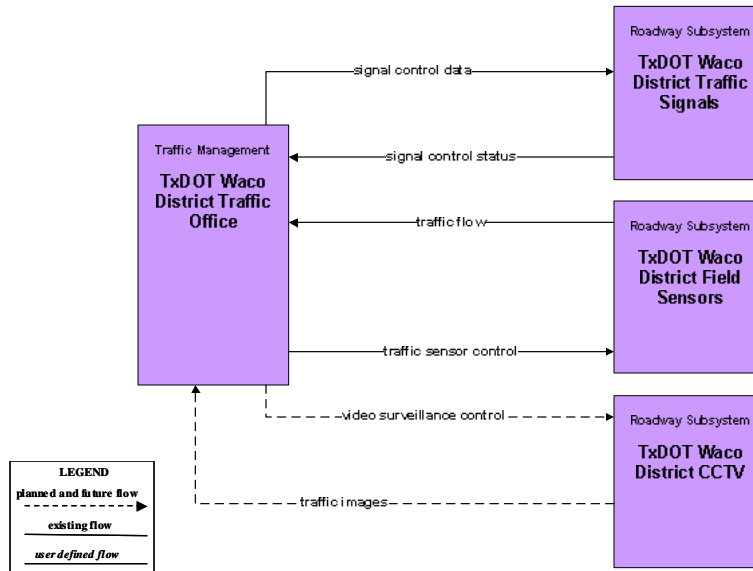 Roadway Subsystem
TxDOT Waco
District Traffic
Signals
signal control data
signal control status
Traffic Management
TxDOT Waco
District Traffic
Office
traffic flow
Roadway Subsystem
TxDOT Waco
District Field
Sensors
traffic sensor control
video surveillance control
Roadway Subsystem
TxDOT Waco
District CCTV
traffic images
LEGEND
planned and future flow
existing flow
user defined flow